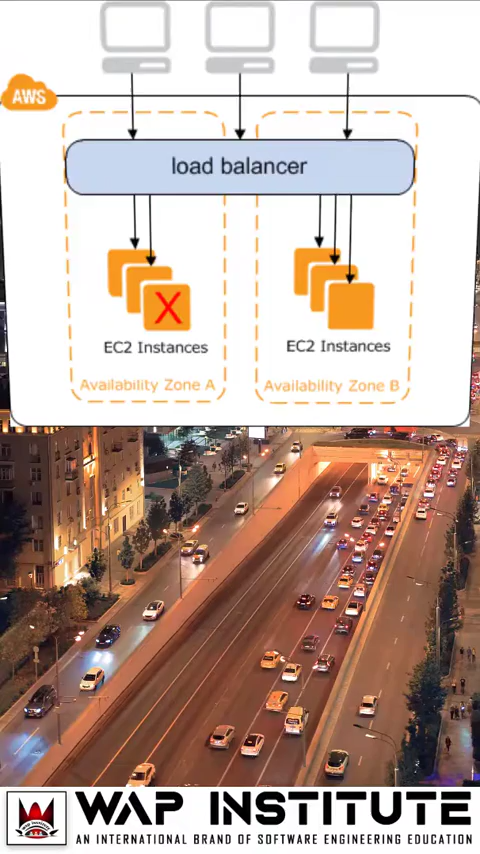 AWS
load balancer
X
EC2 Instances
EC2 Instances
Availability Zone A
Availability Zone B
WAP INSTITUTE
AN INTERNATIONAL BRAND OF SOFTWARE ENGINEERING EDUCATION